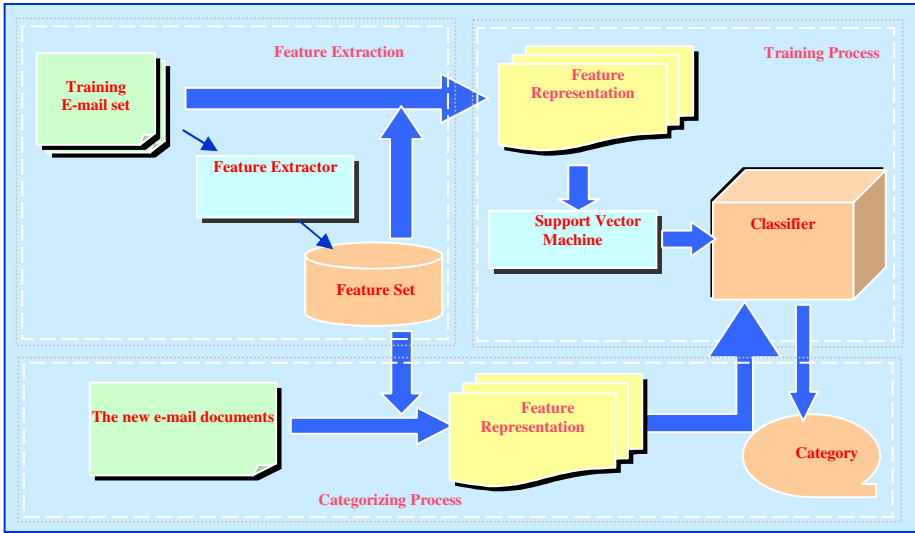 Feature Extraction
Training
E-mail set
Feature Extractor
Feature Set
Training Process
Feature
Representation
Support Vector
Machine
Classifier
The new e-mail documents
Feature
Representation
Category
Categorizing Process